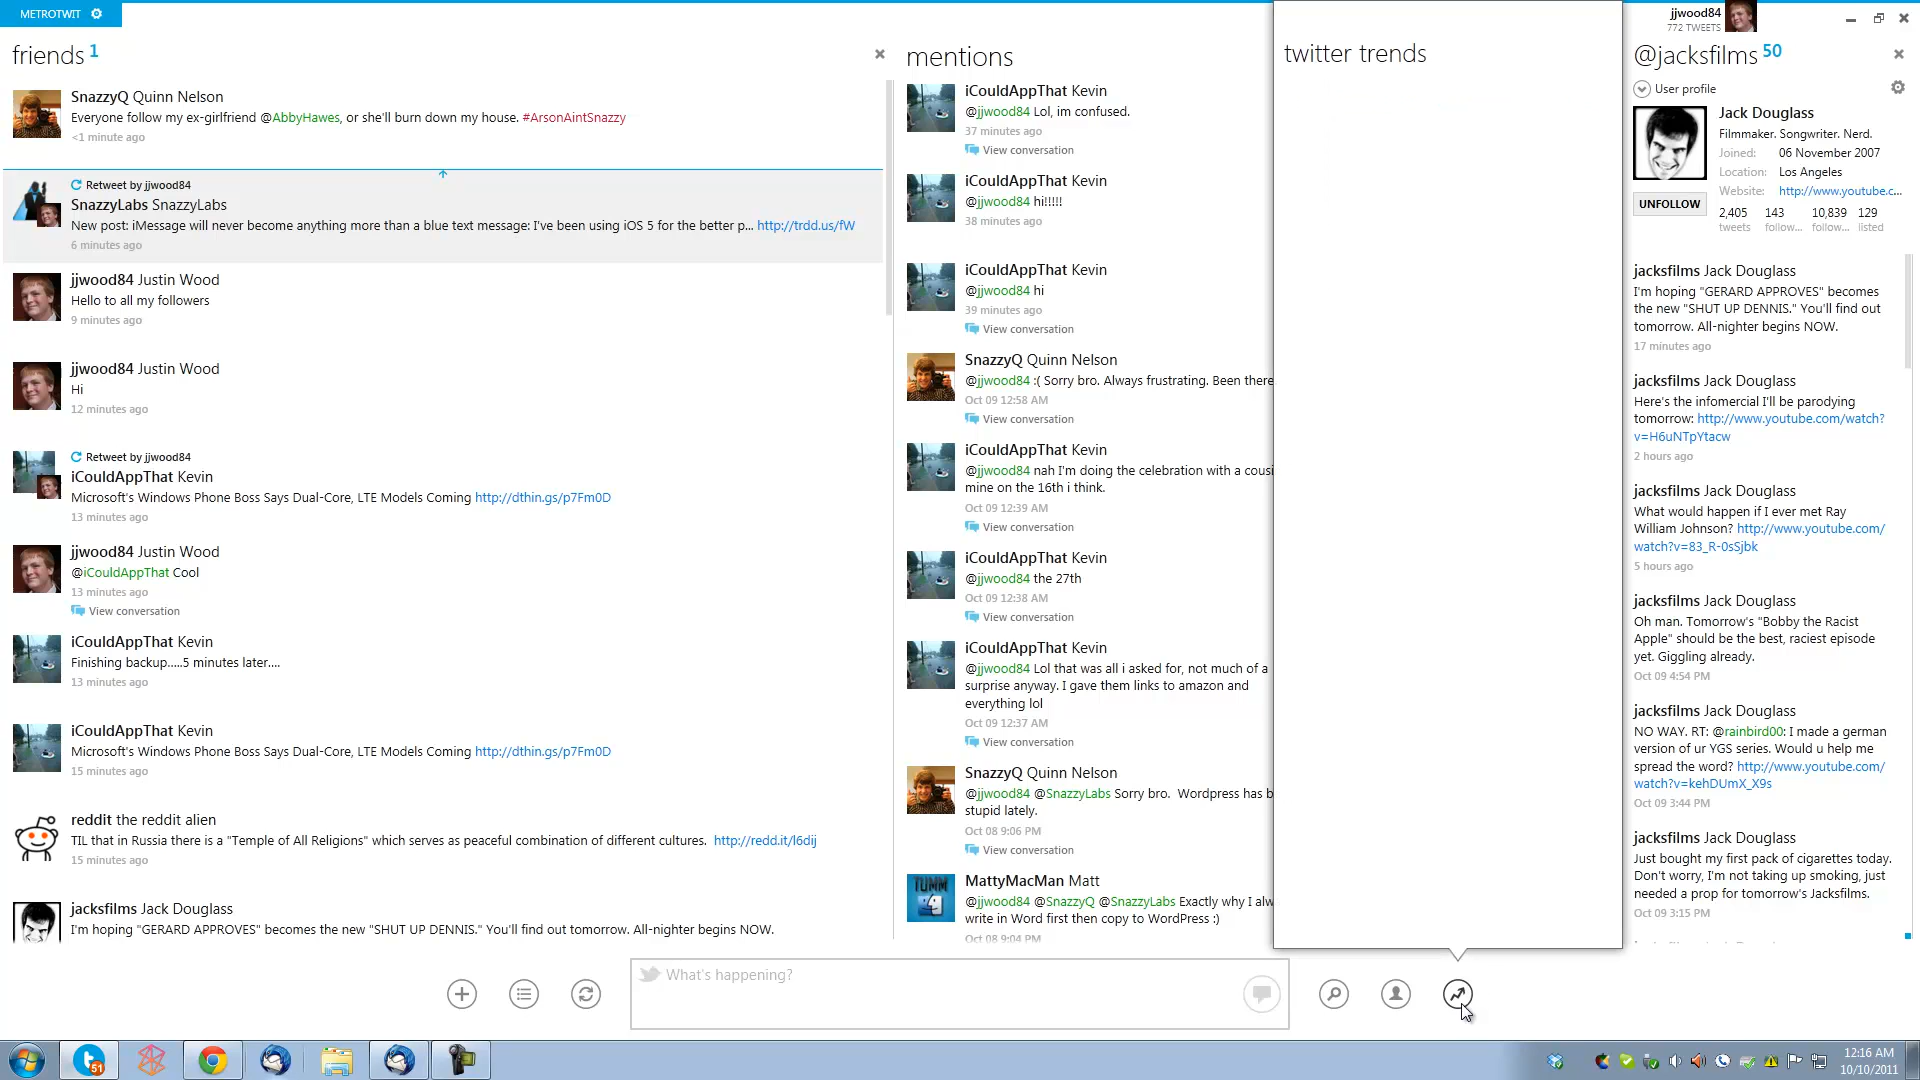 METROTWIT
jjwood84
772 TWEETS
friends 1
SnazzyQ Quinn Nelson
Everyone follow my ex-girlfriend @AbbyHawes, or she'll burn down my house. #ArsonAintSnazzy
<1 minute ago
Retweet by jjwood84
SnazzyLabs SnazzyLabs
New post: iMessage will never become anything more than a blue text message: I've been using iOS 5 for the better p... http://trdd.us/fW
6 minutes ago
jjwood84 Justin Wood
Hello to all my followers
9 minutes ago
jjwood84 Justin Wood
Hi
12 minutes ago
Retweet by jjwood84
iCouldAppThat Kevin
Microsoft's Windows Phone Boss Says Dual-Core, LTE Models Coming http://dthin.gs/p7Fm0D
13 minutes ago
jjwood84 Justin Wood
@iCouldAppThat Cool
13 minutes ago
View conversation
iCouldAppThat Kevin
Finishing backup.....5 minutes later....
13 minutes ago
iCouldAppThat Kevin
Microsoft's Windows Phone Boss Says Dual-Core, LTE Models Coming http://dthin.gs/p7Fm0D
15 minutes ago
reddit the reddit alien
TIL that in Russia there is a "Temple of All Religions" which serves as peaceful combination of different cultures. http://redd.it/l6dij
15 minutes ago
jacksfilms Jack Douglass
I'm hoping "GERARD APPROVES" becomes the new "SHUT UP DENNIS." You'll find out tomorrow. All-nighter begins NOW.
mentions
iCouldAppThat Kevin
@jjwood84 Lol, im confused.
37 minutes ago
View conversation
iCouldAppThat Kevin
@jjwood84 hi!!!!!
38 minutes ago
iCouldAppThat Kevin
@jjwood84 hi
39 minutes ago
View conversation
SnazzyQ Quinn Nelson
@jjwood84 :( Sorry bro. Always frustrating. Been there
Oct 09 12:58 AM
View conversation
iCouldAppThat Kevin
@jjwood84 nah I'm doing the celebration with a cousi
mine on the 16th i think.
Oct 09 12:39 AM
View conversation
iCouldAppThat Kevin
@jjwood84 the 27th
Oct 09 12:38 AM
View conversation
iCouldAppThat Kevin
@jjwood84 Lol that was all i asked for, not much of a
surprise anyway. I gave them links to amazon and
everything lol
Oct 09 12:37 AM
View conversation
SnazzyQ Quinn Nelson
@jjwood84 @SnazzyLabs Sorry bro. Wordpress has b
stupid lately.
Oct 08 9:06 PM
View conversation
TUMM
MattyMacMan Matt
@jjwood84 @SnazzyQ @SnazzyLabs Exactly why I alw
write in Word first then copy to WordPress :)
Oct 08 9:04 PM
twitter trends
@jacksfilms 50
User profile
Jack Douglass
Filmmaker. Songwriter. Nerd.
Joined: 06 November 2007
Location: Los Angeles
Website: http://www.youtube.c...
UNFOLLOW
2,405 143 10,839 129
tweets follow... follow... listed
jacksfilms Jack Douglass
I'm hoping "GERARD APPROVES" becomes
the new "SHUT UP DENNIS." You'll find out
tomorrow. All-nighter begins NOW.
17 minutes ago
jacksfilms Jack Douglass
Here's the infomercial I'll be parodying
tomorrow: http://www.youtube.com/watch?
v=H6uNTpYtacw
2 hours ago
jacksfilms Jack Douglass
What would happen if I ever met Ray
William Johnson? http://www.youtube.com/
watch?v=83_R-0sSjbk
5 hours ago
jacksfilms Jack Douglass
Oh man. Tomorrow's "Bobby the Racist
Apple" should be the best, raciest episode
yet. Giggling already.
Oct 09 4:54 PM
jacksfilms Jack Douglass
NO WAY. RT: @rainbird00: I made a german
version of ur YGS series. Would u help me
spread the word? http://www.youtube.com/
watch?v=kehDUmX_X9s
Oct 09 3:44 PM
jacksfilms Jack Douglass
Just bought my first pack of cigarettes today.
Don't worry, I'm not taking up smoking, just
needed a prop for tomorrow's Jacksfilms.
Oct 09 3:15 PM
What's happening?
51
12:16 AM
10/10/2011